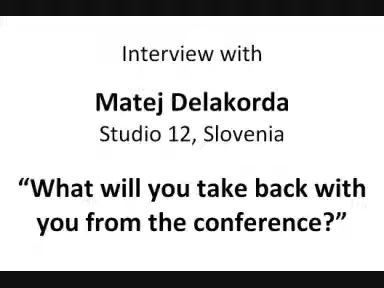 Interview with
Matej Delakorda
Studio 12, Slovenia
“What will you take back with
you from the conference?”